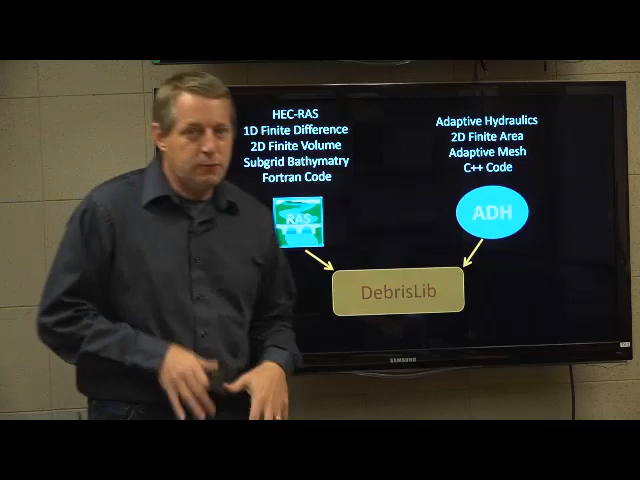 HEC-RAS
1D Finite Difference
2D Finite Volume
Subgrid Bathymatry
Fortran Code
RAS
Adaptive Hydraulics
2D Finite Area
Adaptive Mesh
C++ Code
ADH
DebrisLib
SAMSUNG